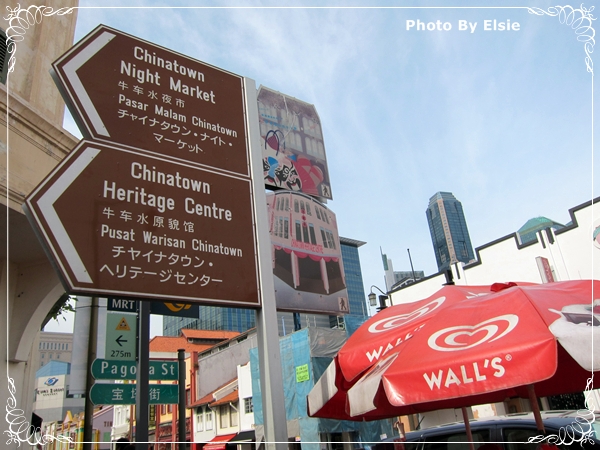 Photo By Elsie
Chinatown
Night Market
牛车水夜市
Pasar Malam Chinatown
チャイナタウン・ナイト・
マーケット
Chinatown
Heritage Centre
牛车水原貌馆
Pusat Warisan Chinatown
チャイナタウン・
ヘリテージセンター
MRT
275m
Pagoda St
宝塔街
WALL'S
WALL'S